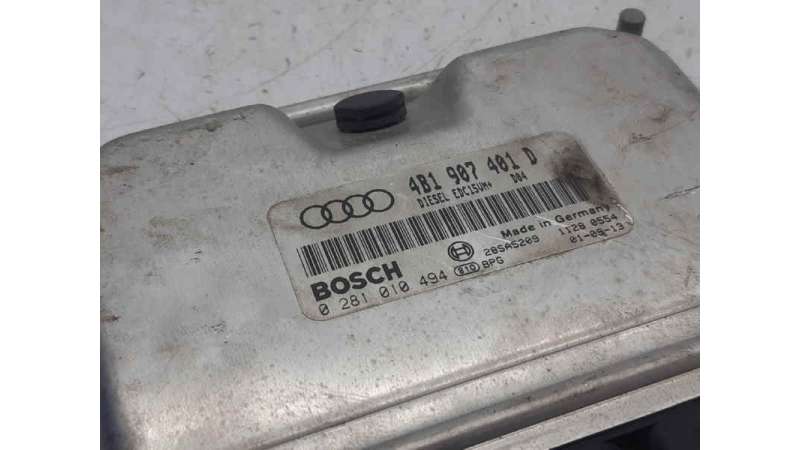 4B1 907 401 D
DIESEL EDC15VM+ D04
Made in Germany
BOSCH
28SA5209 1128 0554
0 281 010 494 010 BPG 01-09-13